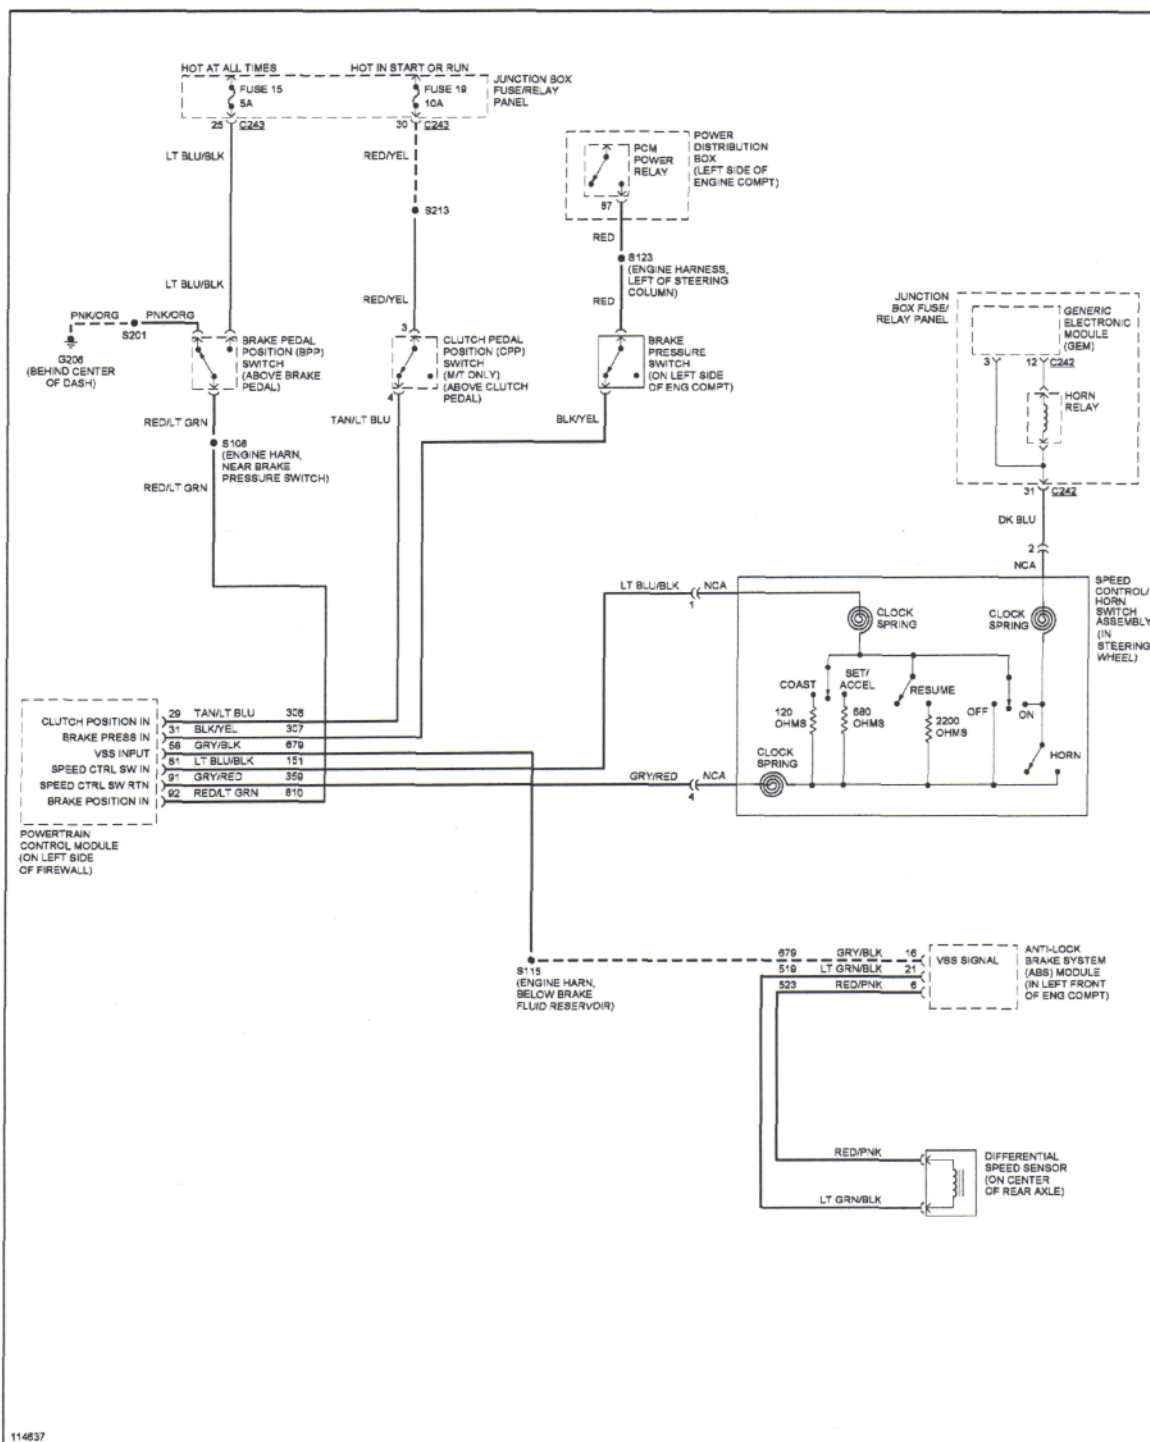 HOT AT ALL TIMES
HOT IN START OR RUN
FUSE 15
5A
FUSE 19
10A
JUNCTION BOX
FUSE/RELAY
PANEL
25
C243
30
C243
LT BLU/BLK
RED/YEL
PCM
POWER
RELAY
87
POWER
DISTRIBUTION
BOX
(LEFT SIDE OF
ENGINE COMPT)
S213
RED
S123
(ENGINE HARNESS,
LEFT OF STEERING
COLUMN)
LT BLU/BLK
RED/YEL
RED
PNK/ORG
PNK/ORG
S201
G206
(BEHIND CENTER
OF DASH)
BRAKE PEDAL
POSITION (BPP)
SWITCH
(ABOVE BRAKE
PEDAL)
3
CLUTCH PEDAL
POSITION (CPP)
SWITCH
(M/T ONLY)
(ABOVE CLUTCH
PEDAL)
4
BRAKE
PRESSURE
SWITCH
(ON LEFT SIDE
OF ENG COMPT)
JUNCTION
BOX FUSE/
RELAY PANEL
GENERIC
ELECTRONIC
MODULE
(GEM)
3
12
C242
HORN
RELAY
31
C242
RED/LT GRN
TAN/LT BLU
BLK/YEL
S108
(ENGINE HARN,
NEAR BRAKE
PRESSURE SWITCH)
RED/LT GRN
DK BLU
2
NCA
LT BLU/BLK
NCA
1
SPEED
CONTROL/
HORN
SWITCH
ASSEMBLY
(IN
STEERING
WHEEL)
CLOCK
SPRING
CLOCK
SPRING
COAST
SET/
ACCEL
RESUME
OFF
ON
120
OHMS
680
OHMS
2200
OHMS
HORN
CLOCK
SPRING
GRY/RED
NCA
4
CLUTCH POSITION IN
29
TAN/LT BLU
306
BRAKE PRESS IN
31
BLK/YEL
307
VSS INPUT
58
GRY/BLK
679
SPEED CTRL SW IN
61
LT BLU/BLK
151
SPEED CTRL SW RTN
91
GRY/RED
359
BRAKE POSITION IN
92
RED/LT GRN
810
POWERTRAIN
CONTROL MODULE
(ON LEFT SIDE
OF FIREWALL)
S115
(ENGINE HARN,
BELOW BRAKE
FLUID RESERVOIR)
679
GRY/BLK
16
VSS SIGNAL
519
LT GRN/BLK
21
523
RED/PNK
6
ANTI-LOCK
BRAKE SYSTEM
(ABS) MODULE
(IN LEFT FRONT
OF ENG COMPT)
RED/PNK
LT GRN/BLK
DIFFERENTIAL
SPEED SENSOR
(ON CENTER
OF REAR AXLE)
114637